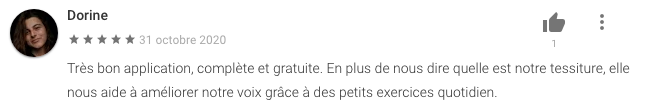 Dorine
31 octobre 2020
1
Très bon application, complète et gratuite. En plus de nous dire quelle est notre tessiture, elle
nous aide à améliorer notre voix grâce à des petits exercices quotidien.